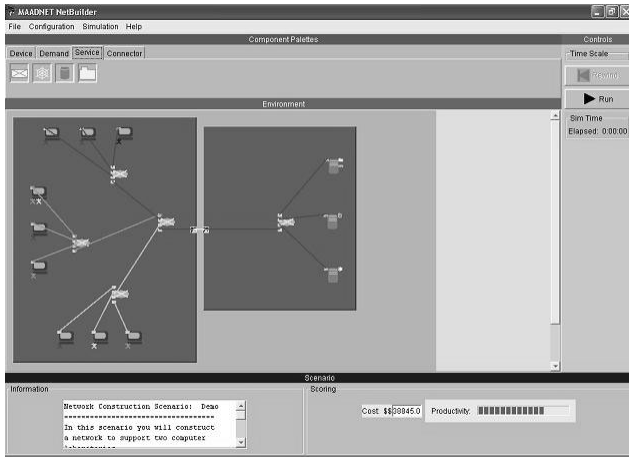 MAADNET NetBuilder
File Configuration Simulation Help
Component Palettes
Controls
Device Demand Service Connector
Time Scale
Rewind
Run
Environment
Sim Time
Elapsed: 0:00:00
Scenario
Information
Scoring
Network Construction Scenario: Demo
In this scenario you will construct
a network to support two computer
Cost: $$38845.0
Productivity: